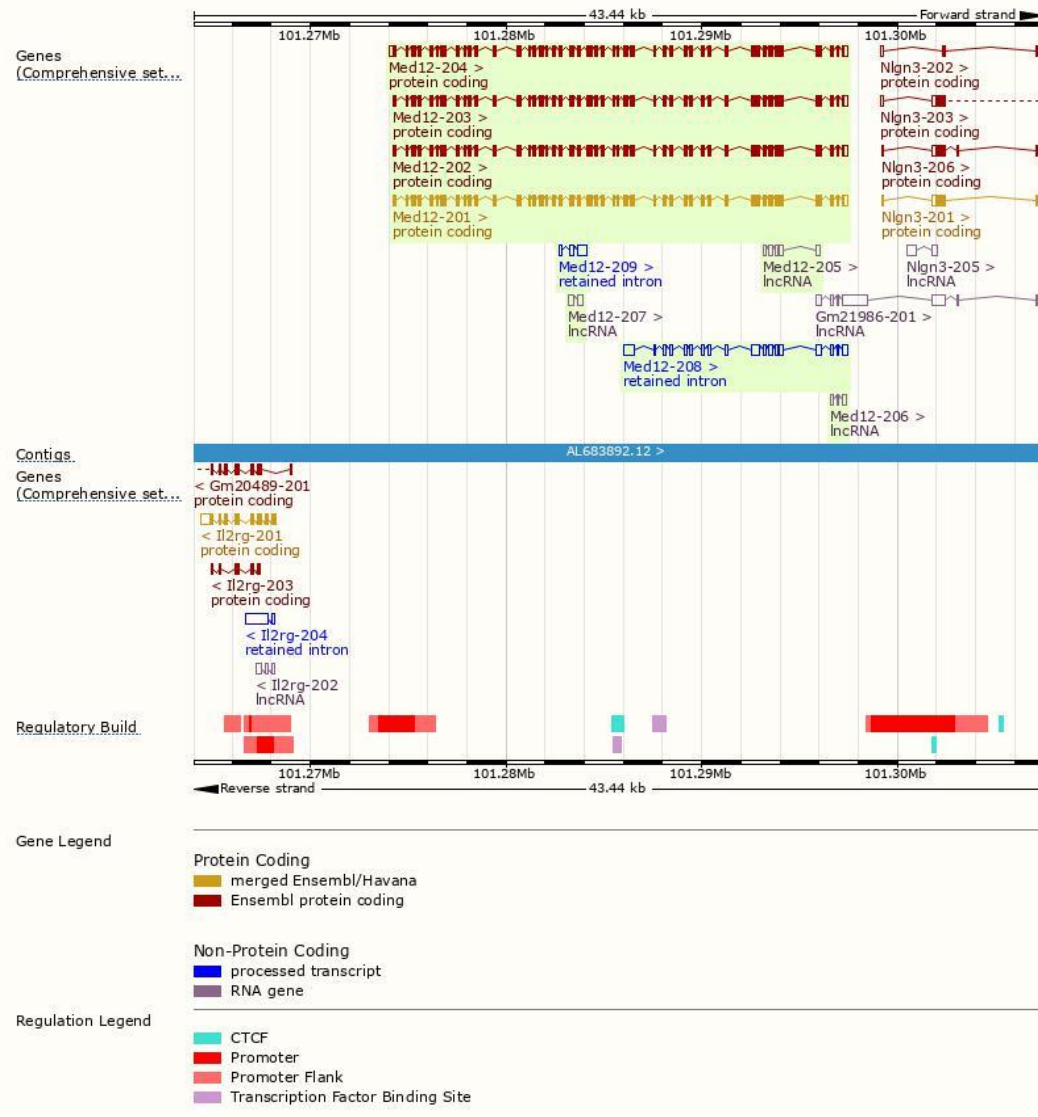 43.44 kb Forward strand
101.27Mb 101.28Mb 101.29Mb 101.30Mb
Genes
(Comprehensive set...
Med12-204 > Nlgn3-202 >
protein coding protein coding
Med12-203 > Nlgn3-203 >
protein coding protein coding
Med12-202 > Nlgn3-206 >
protein coding protein coding
Med12-201 > Nlgn3-201 >
protein coding protein coding
Med12-209 > Med12-205 > Nlgn3-205 >
retained intron lncRNA lncRNA
Med12-207 > Gm21986-201 >
lncRNA lncRNA
Med12-208 >
retained intron
Med12-206 >
lncRNA
Contigs AL683892.12 >
Genes
(Comprehensive set...
< Gm20489-201
protein coding
< Il2rg-201
protein coding
< Il2rg-203
protein coding
< Il2rg-204
retained intron
< Il2rg-202
lncRNA
Regulatory Build
101.27Mb 101.28Mb 101.29Mb 101.30Mb
Reverse strand 43.44 kb
Gene Legend
Protein Coding
merged Ensembl/Havana
Ensembl protein coding
Non-Protein Coding
processed transcript
RNA gene
Regulation Legend
CTCF
Promoter
Promoter Flank
Transcription Factor Binding Site